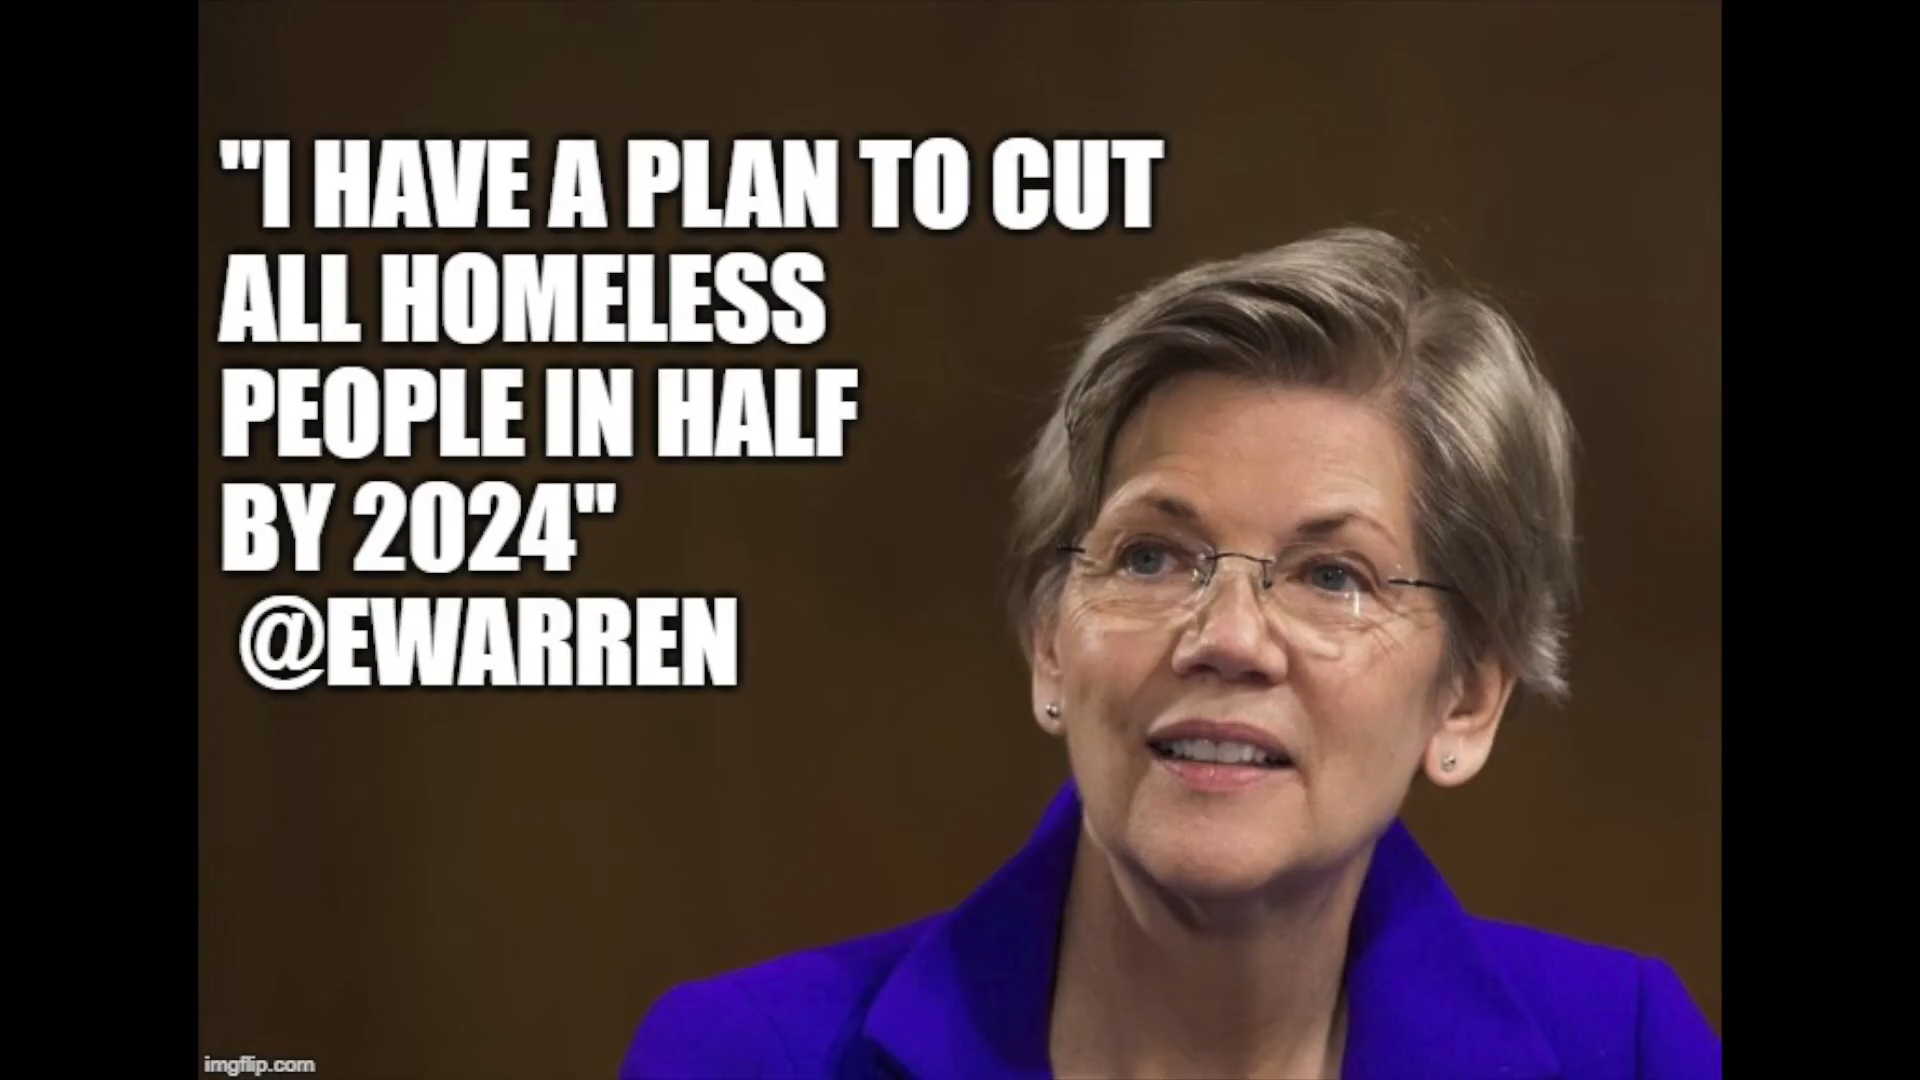 "I HAVE A PLAN TO CUT
ALL HOMELESS
PEOPLE IN HALF
BY 2024"
@EWARREN
imgflip.com